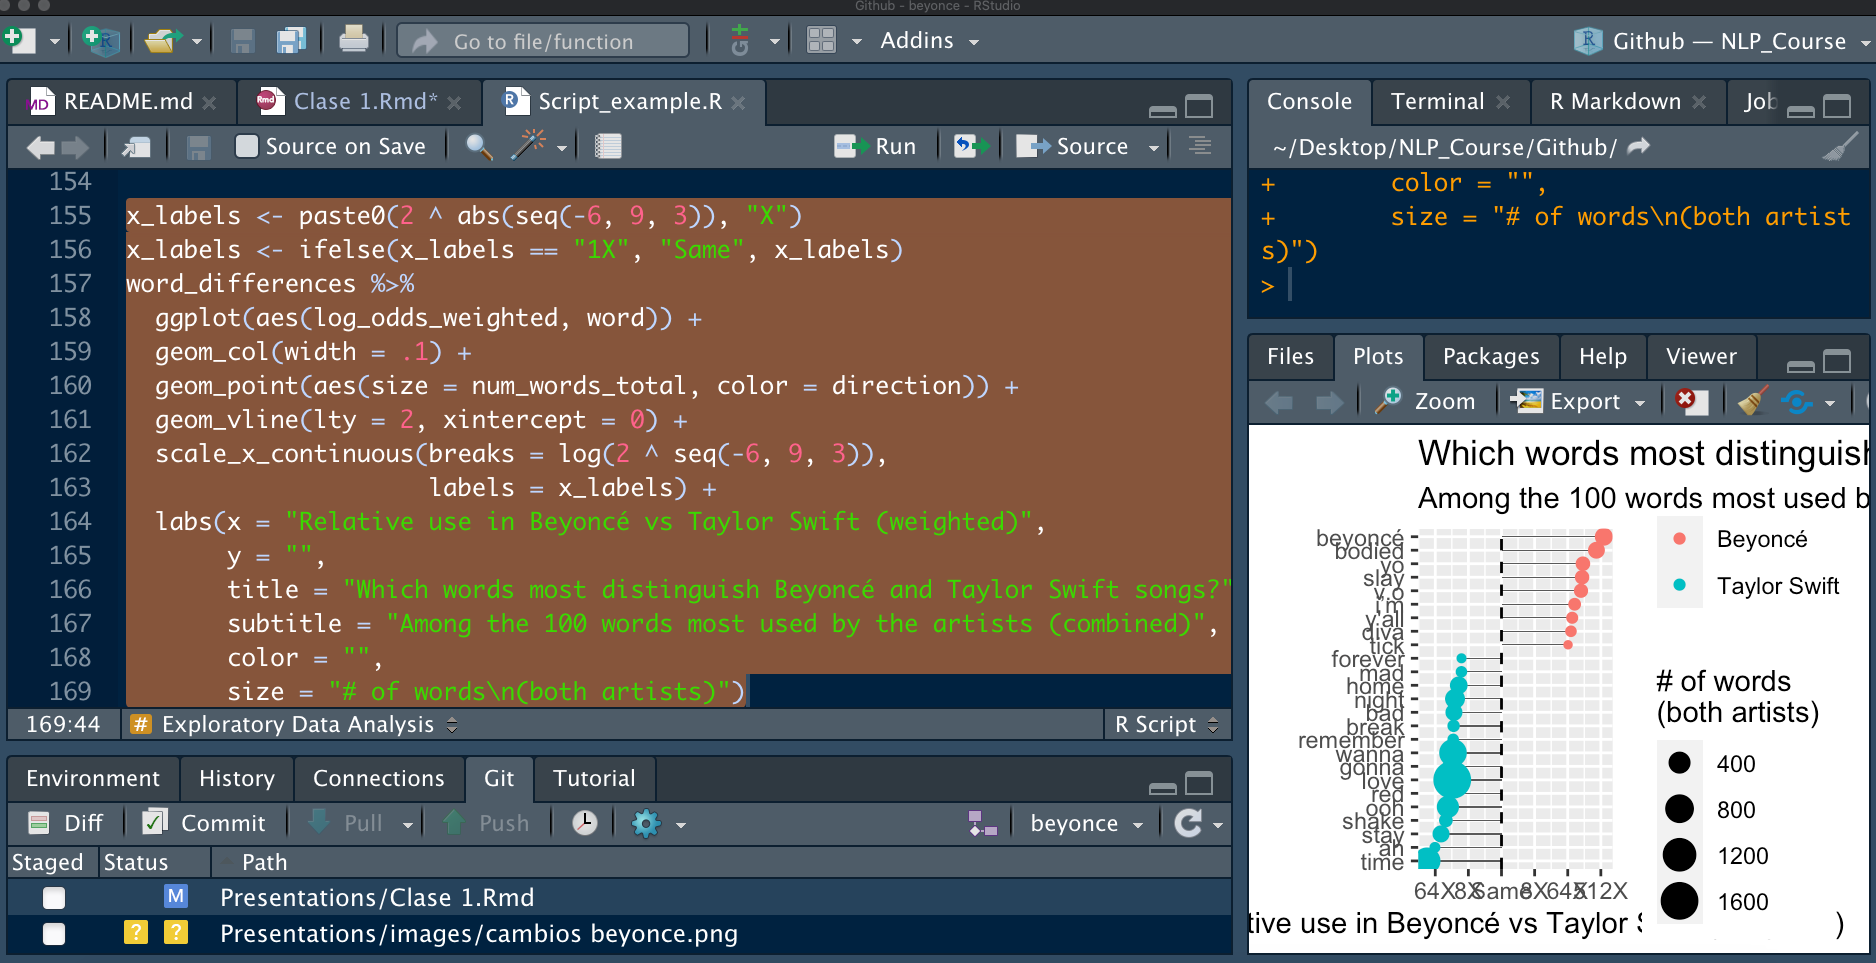 Github - beyonce - RStudio
Go to file/function
Addins
Github — NLP_Course
README.md
Clase 1.Rmd*
Script_example.R
Source on Save
Run
Source
154
155 x_labels <- paste0(2 ^ abs(seq(-6, 9, 3)), "X")
156 x_labels <- ifelse(x_labels == "1X", "Same", x_labels)
157 word_differences %>%
158   ggplot(aes(log_odds_weighted, word)) +
159   geom_col(width = .1) +
160   geom_point(aes(size = num_words_total, color = direction)) +
161   geom_vline(lty = 2, xintercept = 0) +
162   scale_x_continuous(breaks = log(2 ^ seq(-6, 9, 3)),
163                      labels = x_labels) +
164   labs(x = "Relative use in Beyoncé vs Taylor Swift (weighted)",
165        y = "",
166        title = "Which words most distinguish Beyoncé and Taylor Swift songs?"
167        subtitle = "Among the 100 words most used by the artists (combined)",
168        color = "",
169        size = "# of words\n(both artists)")
169:44
# Exploratory Data Analysis
R Script
Environment
History
Connections
Git
Tutorial
Diff
Commit
Pull
Push
beyonce
Staged
Status
Path
M
Presentations/Clase 1.Rmd
? ?
Presentations/images/cambios beyonce.png
Console
Terminal
R Markdown
Job
~/Desktop/NLP_Course/Github/
+        color = "",
+        size = "# of words\n(both artist
s)")
>
Files
Plots
Packages
Help
Viewer
Zoom
Export
Which words most distinguish
Among the 100 words most used b
beyoncé
bodied
yo
slay
y.o
i'm
y'all
diva
tick
forever
mad
home
night
bad
break
remember
wanna
gonna
love
red
ooh
shake
stay
ah
time
64X
8X
Same
8X
64X
512X
tive use in Beyoncé vs Taylor S
)
Beyoncé
Taylor Swift
# of words
(both artists)
400
800
1200
1600